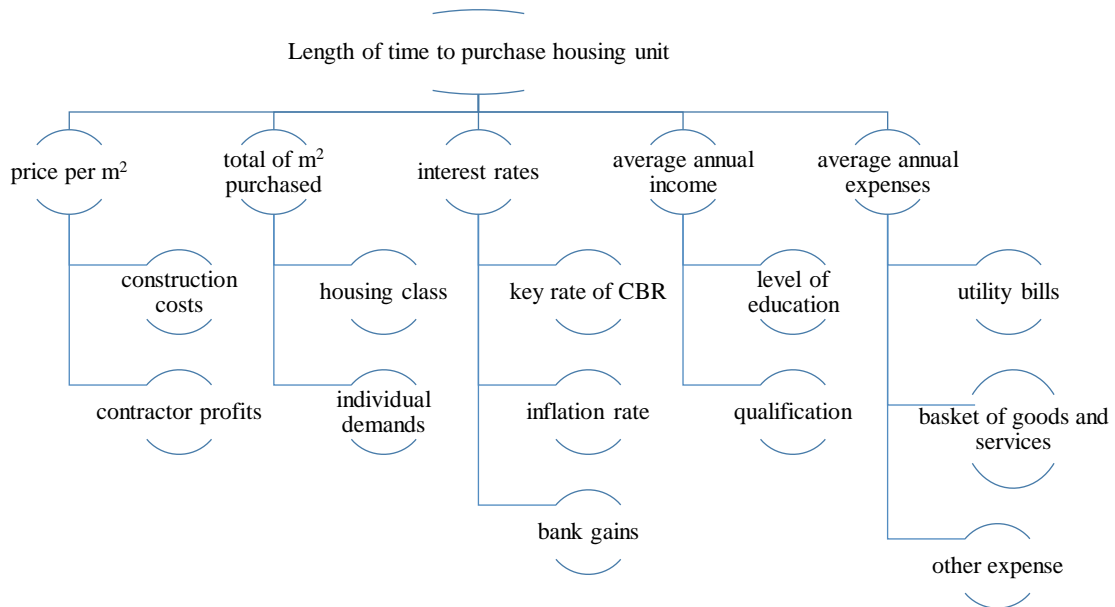 Length of time to purchase housing unit
price per m²
total of m²
purchased
interest rates
average annual
income
average annual
expenses
construction
costs
housing class
key rate of CBR
level of
education
utility bills
contractor profits
individual
demands
inflation rate
qualification
basket of goods and
services
bank gains
other expense